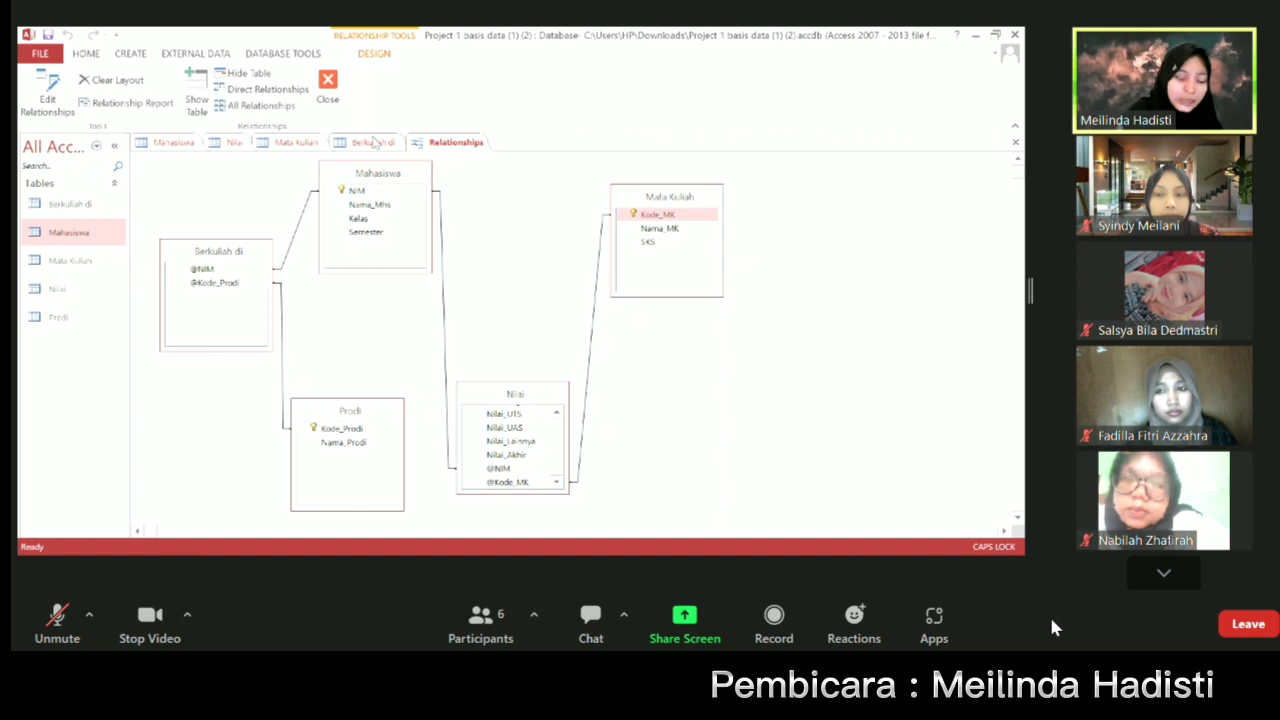 RELATIONSHIP TOOLS
Project 1 basis data (1) (2) : Database- C:\Users\HP\Downloads\Project 1 basis data (1) (2).accdb (Access 2007 - 2013 file f...
FILE
HOME
CREATE
EXTERNAL DATA
DATABASE TOOLS
DESIGN
Edit Relationships
Clear Layout
Relationship Report
Tools
Show Table
Hide Table
Direct Relationships
All Relationships
Relationships
Close
All Acc...
Search...
Tables
Berkuliah di
Mahasiswa
Mata Kuliah
Nilai
Prodi
Mahasiswa
Nilai
Mata Kuliah
Berkuliah di
Relationships
Mahasiswa
NIM
Nama_Mhs
Kelas
Semester
Mata Kuliah
Kode_MK
Nama_MK
SKS
Berkuliah di
@NIM
@Kode_Prodi
Prodi
Kode_Prodi
Nama_Prodi
Nilai
Nilai_UTS
Nilai_UAS
Nilai_Lainnya
Nilai_Akhir
@NIM
@Kode_MK
Ready
CAPS LOCK
Meilinda Hadisti
Syindy Meilani
Salsya Bila Dedmastri
Fadilla Fitri Azzahra
Nabilah Zhafirah
Unmute
Stop Video
Participants
6
Chat
Share Screen
Record
Reactions
Apps
Leave
Pembicara : Meilinda Hadisti